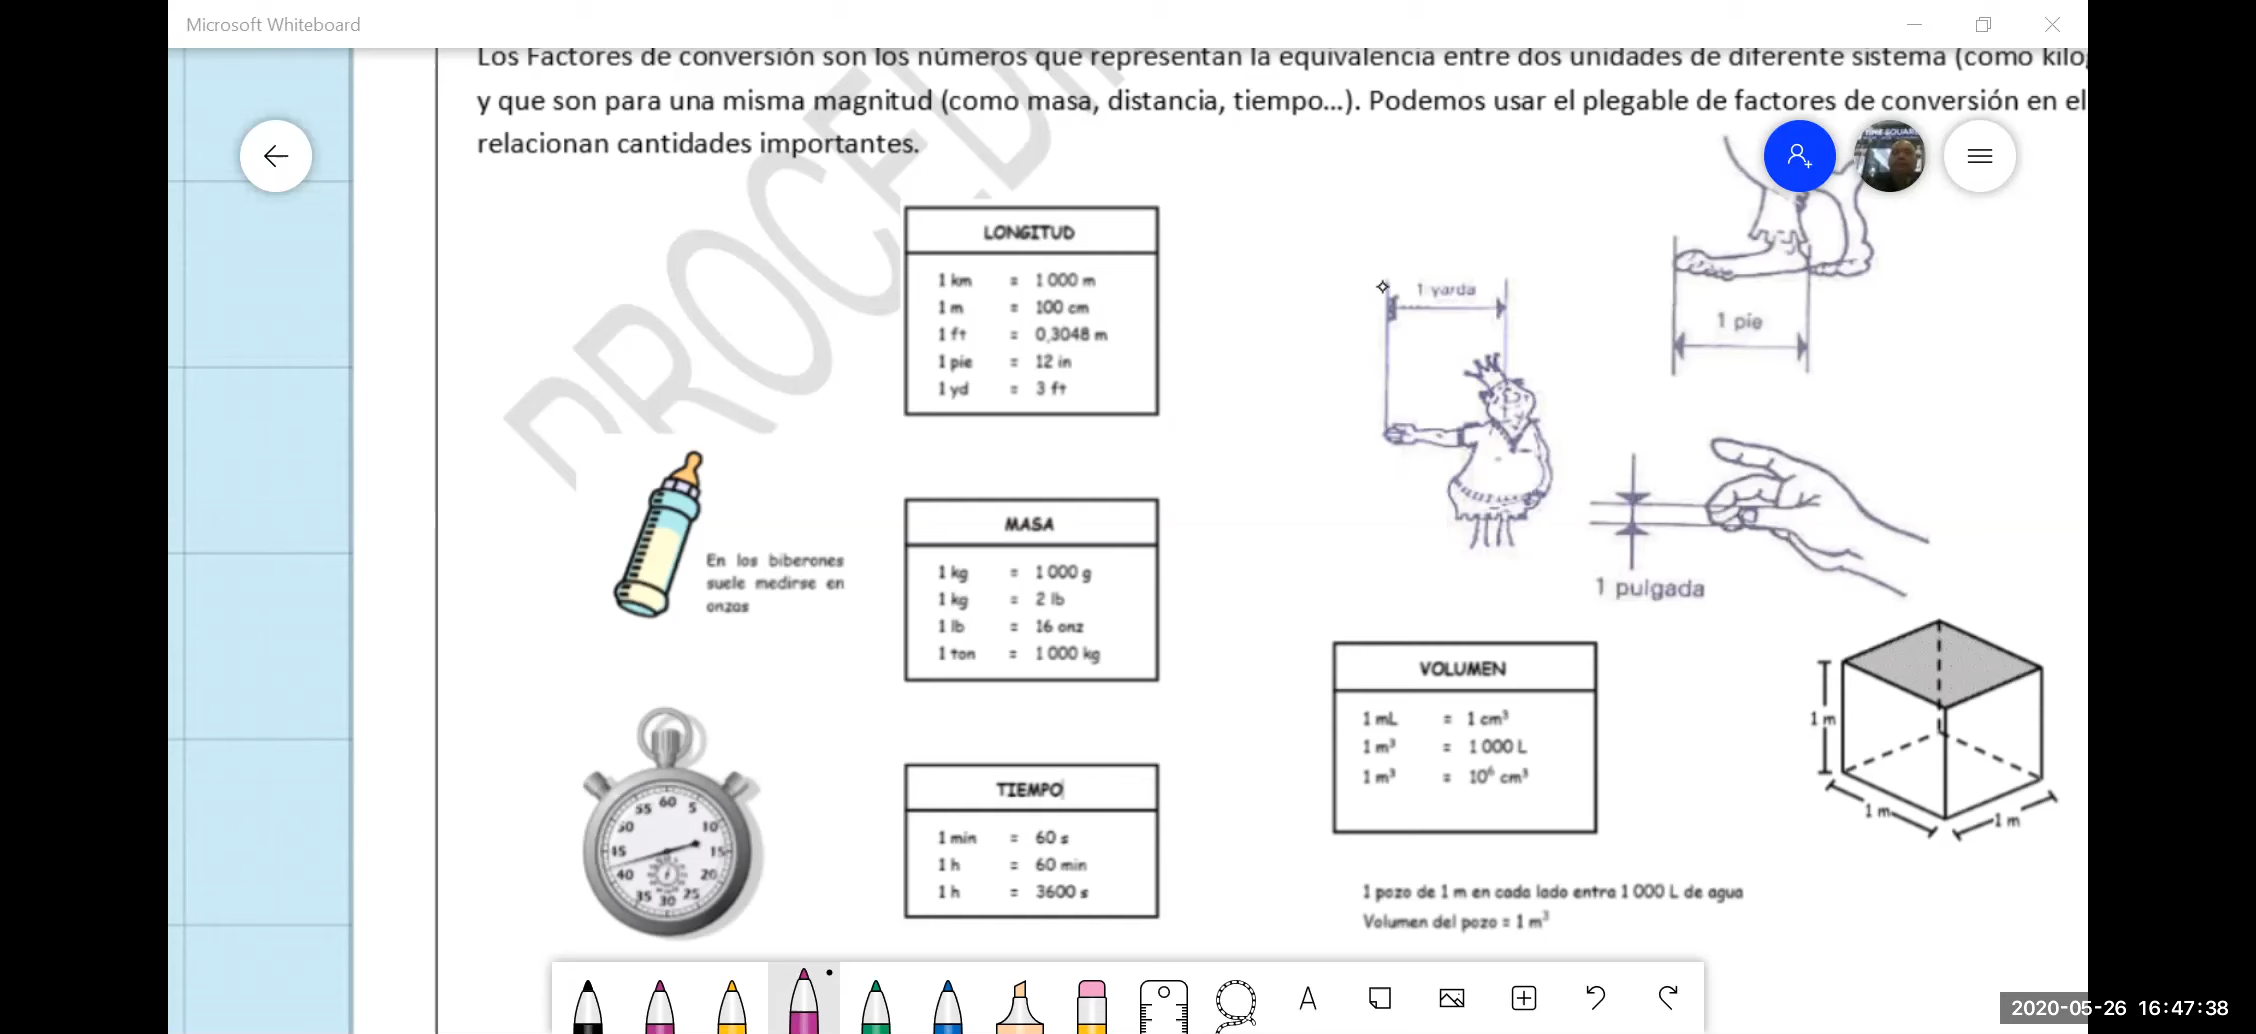 Microsoft Whiteboard
Los Factores de conversión son los números que representan la equivalencia entre dos unidades de diferente sistema (como
y que son para una misma magnitud (como masa, distancia, tiempo...). Podemos usar el plegable de factores de conversión en el
relacionan cantidades importantes.
LONGITUD
1 km = 1 000 m
1 m = 100 cm
1 ft = 0,3048 m
1 pie = 12 in
1 yd = 3 ft
1 yarda
TIME SQUARE
1 pie
En los biberones
suele medirse en
onzas
MASA
1 kg = 1 000 g
1 kg = 2 lb
1 lb = 16 onz
1 ton = 1 000 kg
1 pulgada
60 5 10 15 20 25 30 35 40 45 50 55
TIEMPO
1 min = 60 s
1 h = 60 min
1 h = 3600 s
VOLUMEN
1 mL = 1 cm³
1 m³ = 1 000 L
1 m³ = 10⁶ cm³
1 m
1 m
1 m
1 pozo de 1 m en cada lado entra 1 000 L de agua
Volumen del pozo = 1 m³
A
2020-05-26 16:47:38